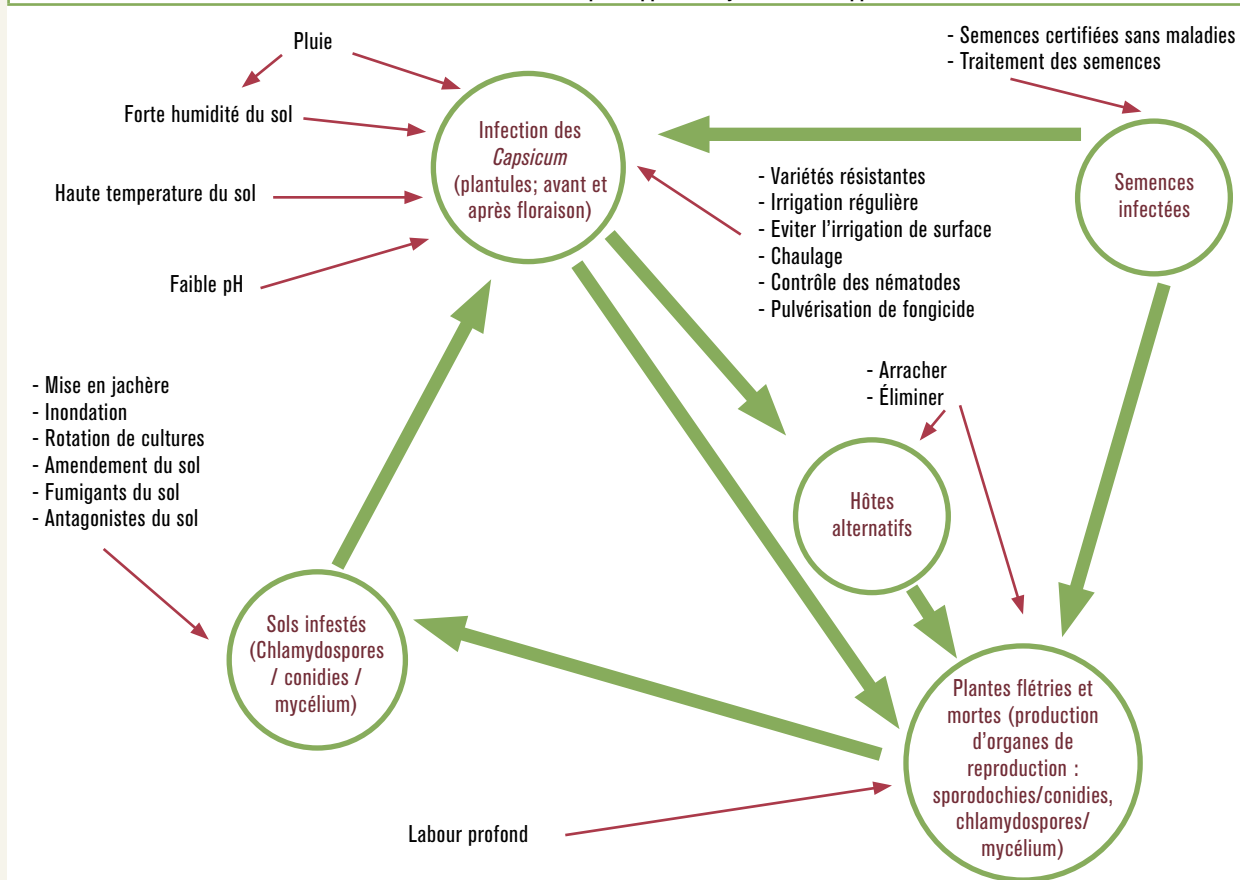 Pluie
Forte humidité du sol
Haute temperature du sol
Faible pH
Infection des
Capsicum
(plantules; avant et
après floraison)
- Semences certifiées sans maladies
- Traitement des semences
Semences
infectées
- Variétés résistantes
- Irrigation régulière
- Eviter l'irrigation de surface
- Chaulage
- Contrôle des nématodes
- Pulvérisation de fongicide
- Mise en jachère
- Inondation
- Rotation de cultures
- Amendement du sol
- Fumigants du sol
- Antagonistes du sol
- Arracher
- Éliminer
Hôtes
alternatifs
Sols infestés
(Chlamydospores
/ conidies /
mycélium)
Plantes flétries et
mortes (production
d'organes de
reproduction :
sporodochies/conidies,
chlamydospores/
mycélium)
Labour profond